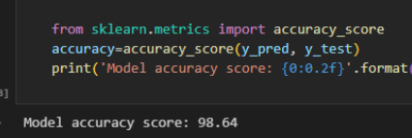 from sklearn.metrics import accuracy_score
accuracy=accuracy_score(y_pred, y_test)
print('Model accuracy score: {0:0.2f}'.format(
]
Model accuracy score: 98.64